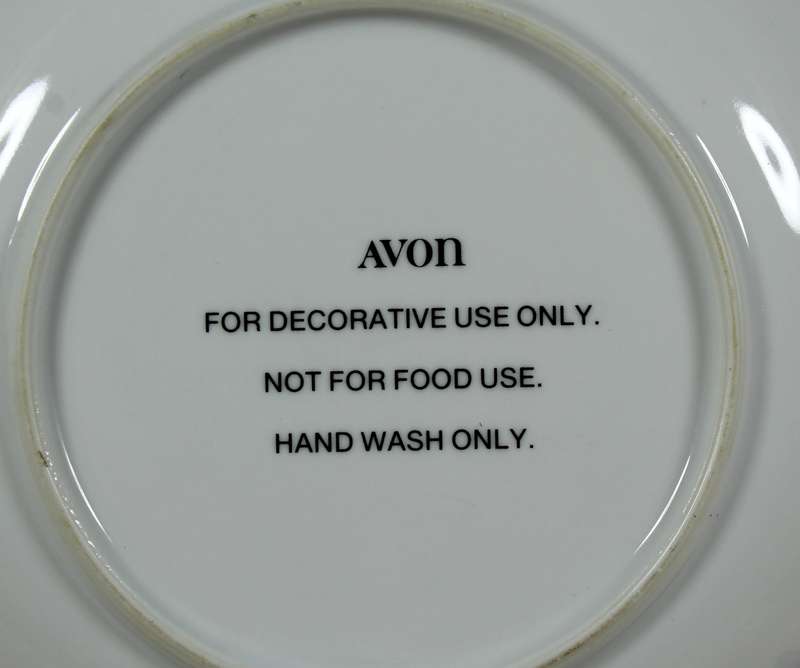 AVON
FOR DECORATIVE USE ONLY.
NOT FOR FOOD USE.
HAND WASH ONLY.